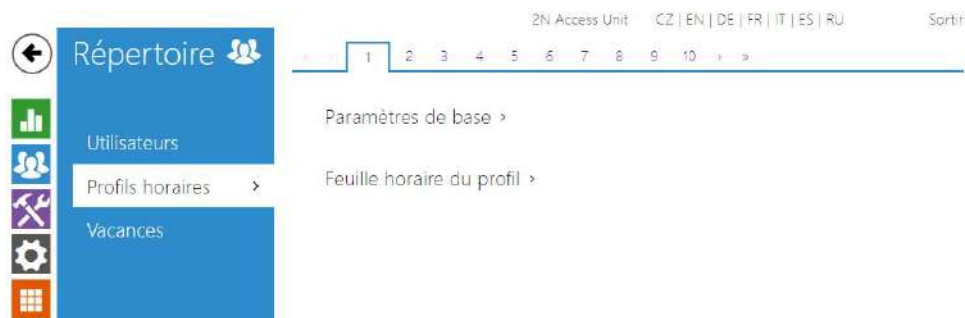 2N Access Unit CZ | EN | DE | FR | IT | ES | RU Sortir
Répertoire
1 2 3 4 5 6 7 8 9 10 › »
Paramètres de base ›
Utilisateurs
Profils horaires ›
Feuille horaire du profil ›
Vacances